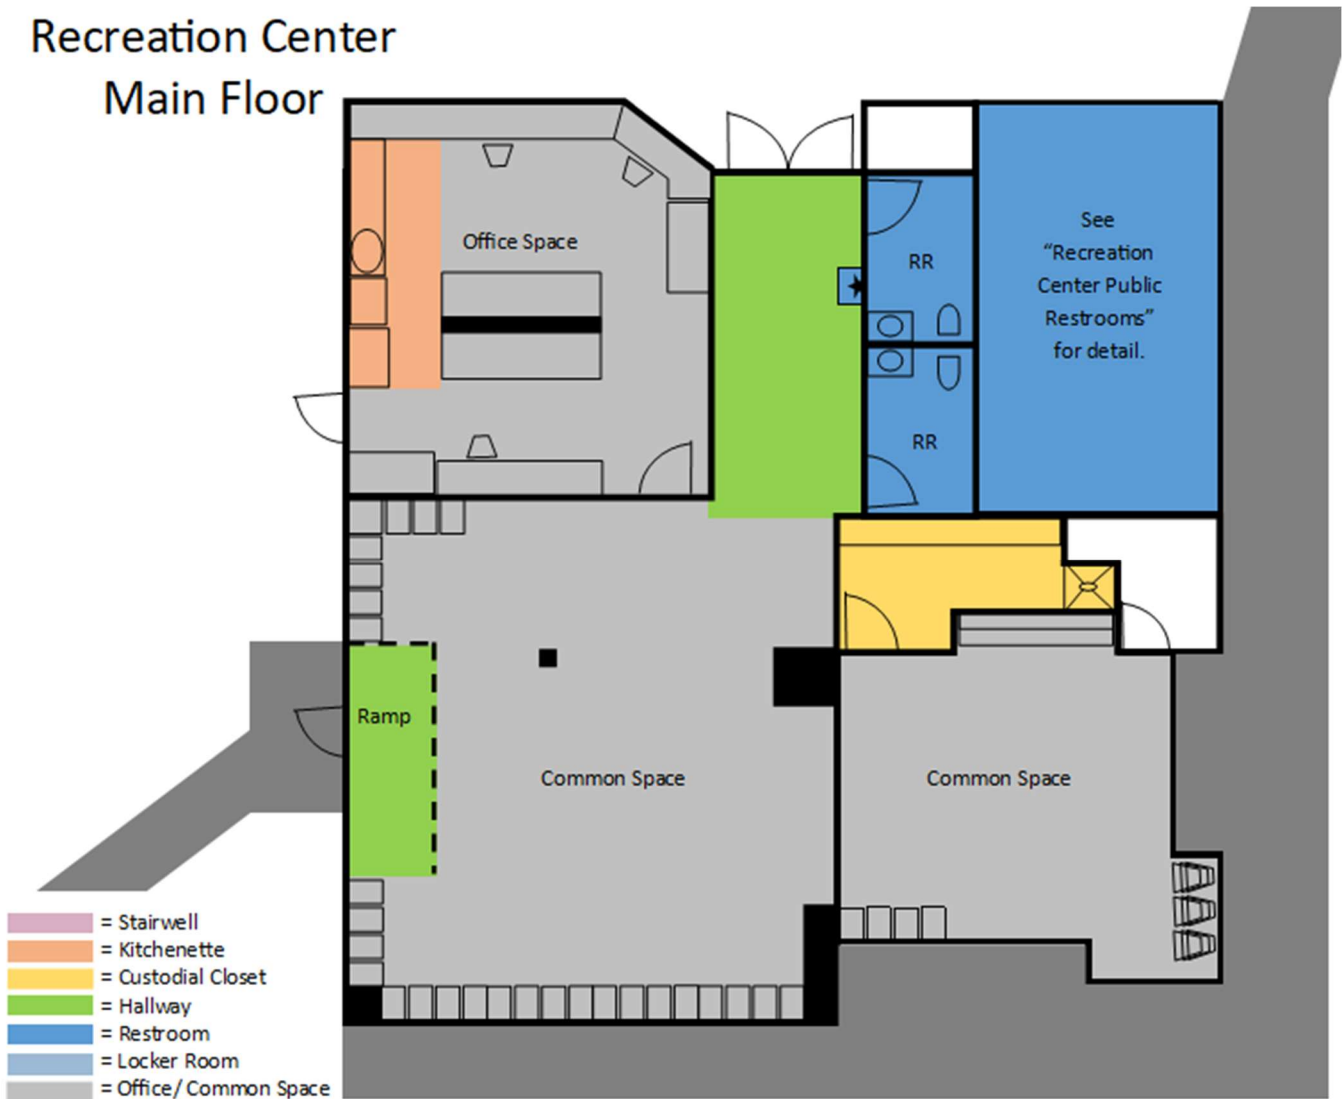 Recreation Center
Main Floor
Office Space
RR
See
“Recreation
Center Public
Restrooms”
for detail.
RR
Ramp
Common Space
Common Space
= Stairwell
= Kitchenette
= Custodial Closet
= Hallway
= Restroom
= Locker Room
= Office/ Common Space